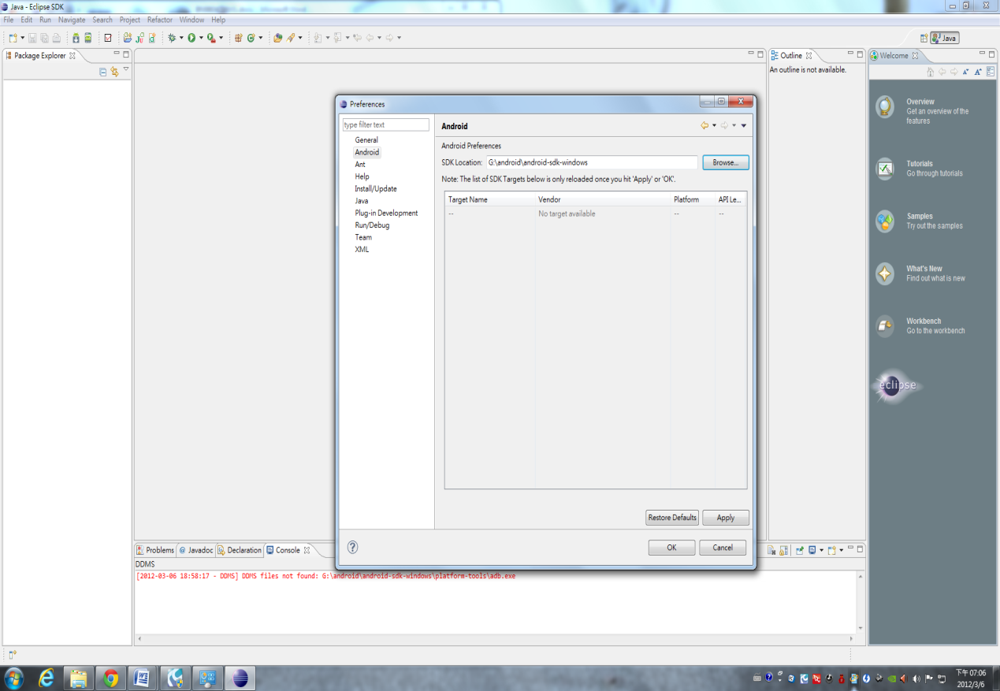 Java - Eclipse SDK
File Edit Run Navigate Search Project Refactor Window Help
Java
Package Explorer
Outline
An outline is not available.
Welcome
Overview
Get an overview of the
features
Tutorials
Go through tutorials
Samples
Try out the samples
What's New
Find out what is new
Workbench
Go to the workbench
eclipse
Preferences
type filter text
General
Android
Ant
Help
Install/Update
Java
Plug-in Development
Run/Debug
Team
XML
Android
Android Preferences
SDK Location: G:\android\android-sdk-windows Browse...
Note: The list of SDK Targets below is only reloaded once you hit 'Apply' or 'OK'.
Target Name Vendor Platform API Le...
-- No target available -- --
Restore Defaults Apply
OK Cancel
Problems @ Javadoc Declaration Console
DDMS
[2012-03-06 18:58:17 - DDMS] DDMS files not found: G:\android\android-sdk-windows\platform-tools\adb.exe
下午 07:06
2012/3/6